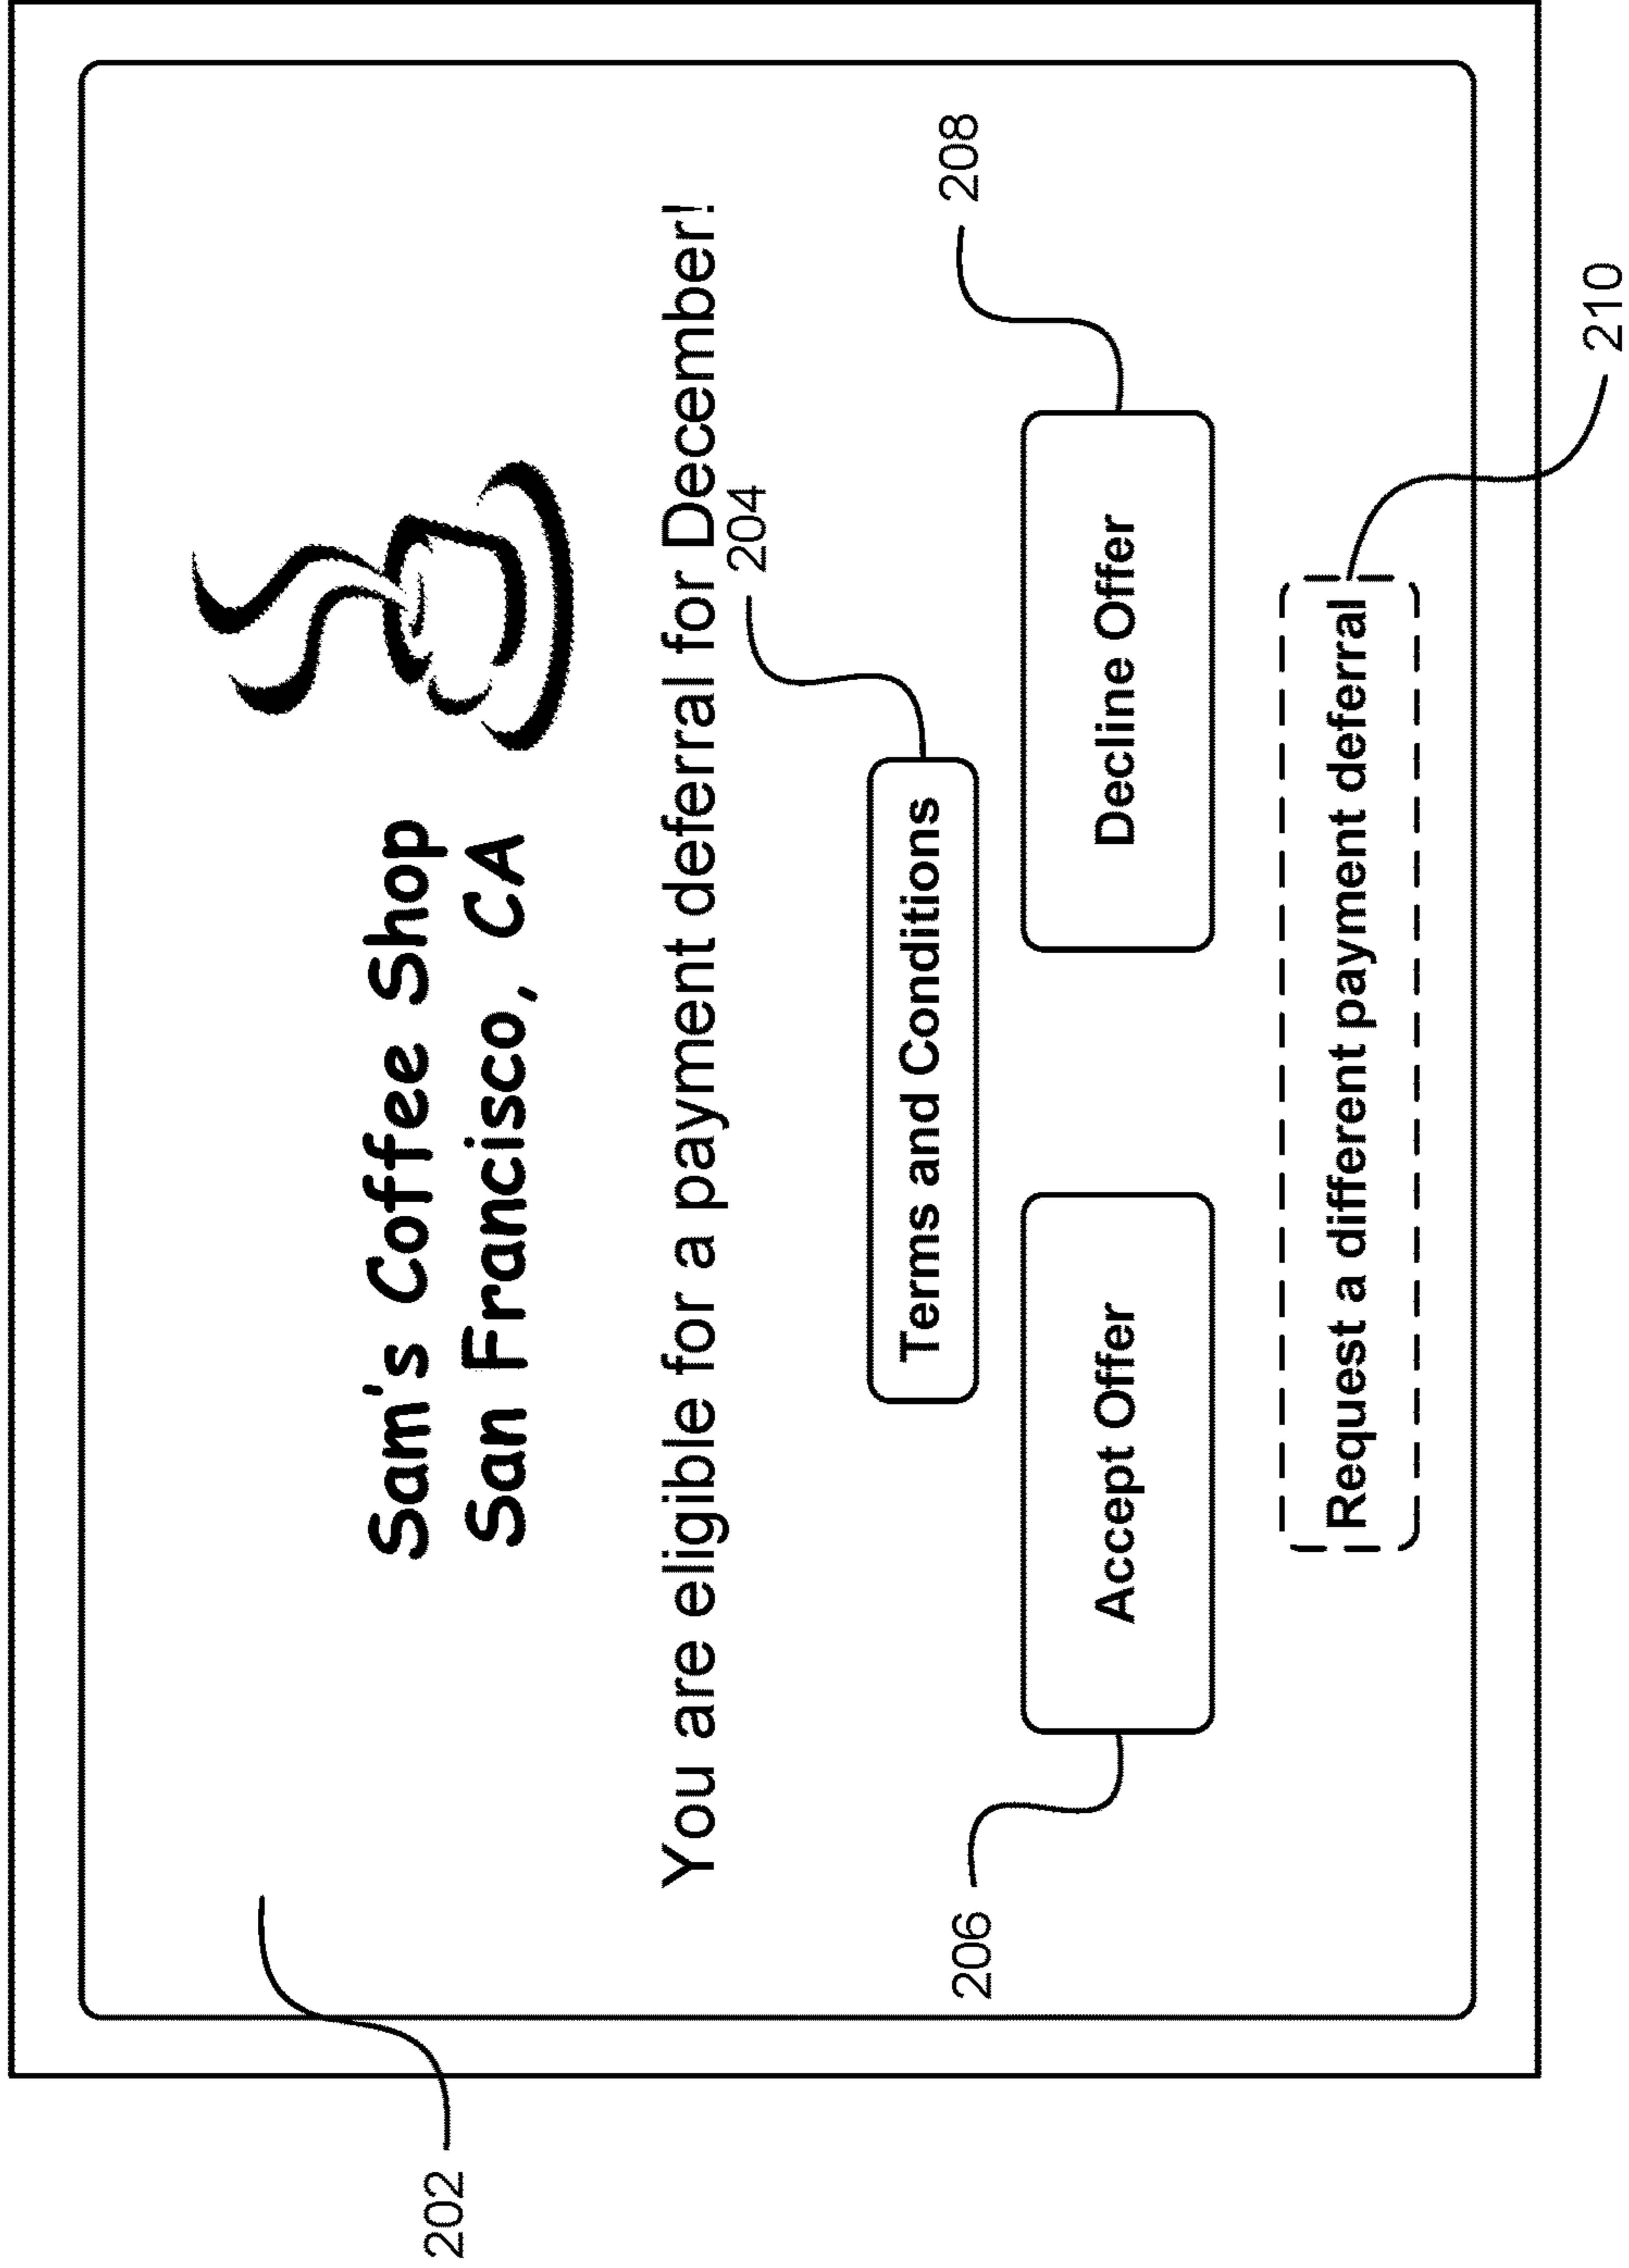 202
Sam's Coffee Shop
San Francisco, CA
You are eligible for a payment deferral for December!
204
Terms and Conditions
206
208
Accept Offer
Decline Offer
Request a different payment deferral
210